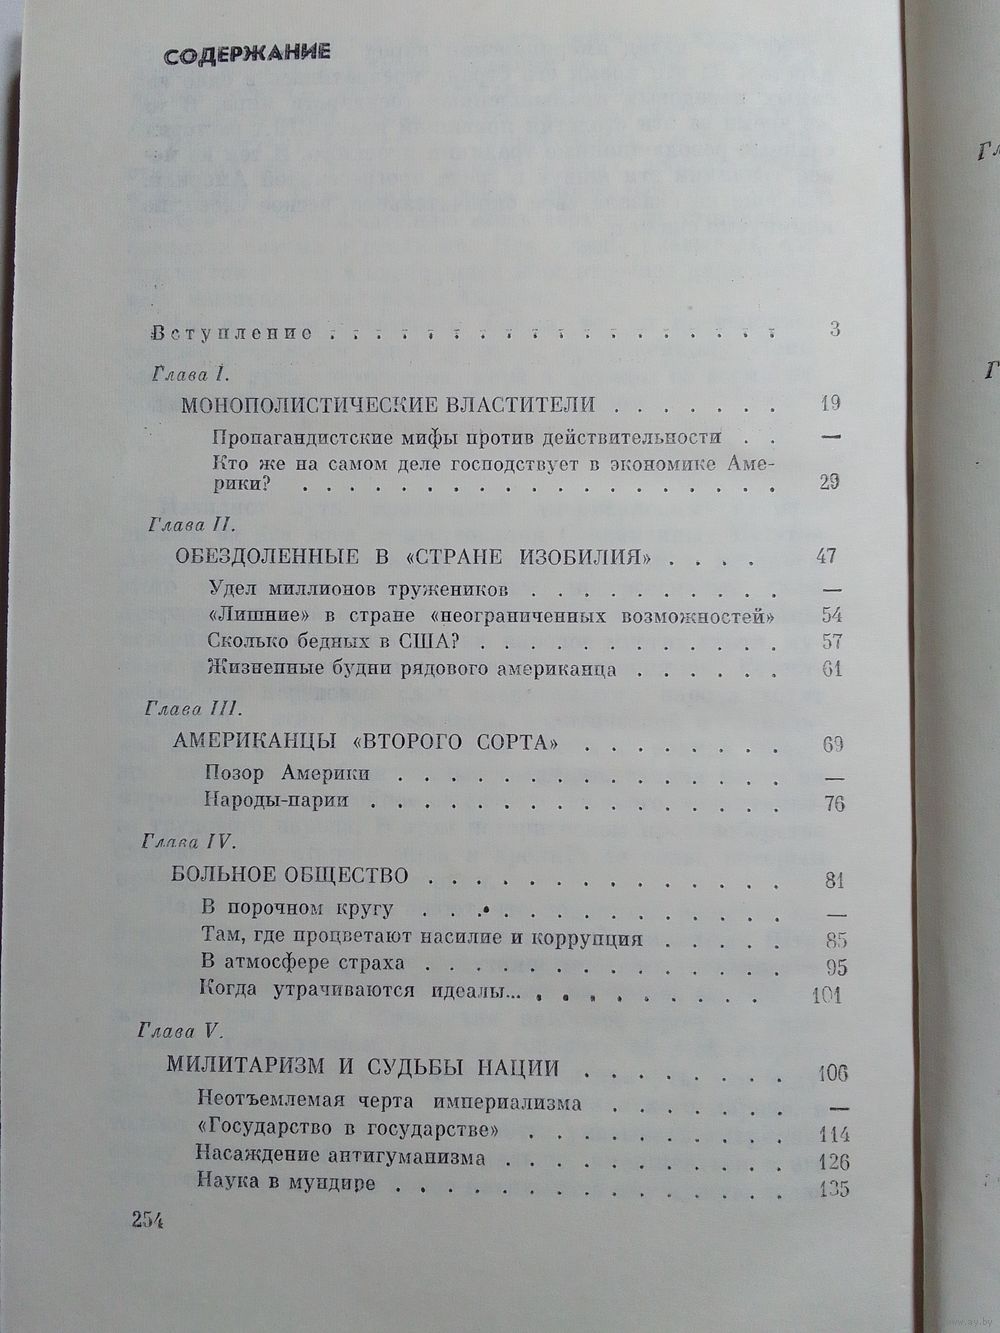 СОДЕРЖАНИЕ
Вступление . . . . . . . . . . . . . . . . . . 3
Глава I.
МОНОПОЛИСТИЧЕСКИЕ ВЛАСТИТЕЛИ . . . . . . . 19
Пропагандистские мифы против действительности . . —
Кто же на самом деле господствует в экономике Аме-
рики? . . . . . . . . . . . . . . . . . . . 29
Глава II.
ОБЕЗДОЛЕННЫЕ В «СТРАНЕ ИЗОБИЛИЯ» . . . . 47
Удел миллионов тружеников . . . . . . . . . . —
«Лишние» в стране «неограниченных возможностей» 54
Сколько бедных в США? . . . . . . . . . . . . 57
Жизненные будни рядового американца . . . . . . 61
Глава III.
АМЕРИКАНЦЫ «ВТОРОГО СОРТА» . . . . . . . . 69
Позор Америки . . . . . . . . . . . . . . . —
Народы-парии . . . . . . . . . . . . . . . . 76
Глава IV.
БОЛЬНОЕ ОБЩЕСТВО . . . . . . . . . . . . . . 81
В порочном кругу . . . . . . . . . . . . . . —
Там, где процветают насилие и коррупция . . . . . 85
В атмосфере страха . . . . . . . . . . . . . . 95
Когда утрачиваются идеалы... . . . . . . . . . 101
Глава V.
МИЛИТАРИЗМ И СУДЬБЫ НАЦИИ . . . . . . . . 106
Неотъемлемая черта империализма . . . . . . . —
«Государство в государстве» . . . . . . . . . . 114
Насаждение антигуманизма . . . . . . . . . . . 126
Наука в мундире . . . . . . . . . . . . . . . 135
254
Гл
Г
www.ay.by